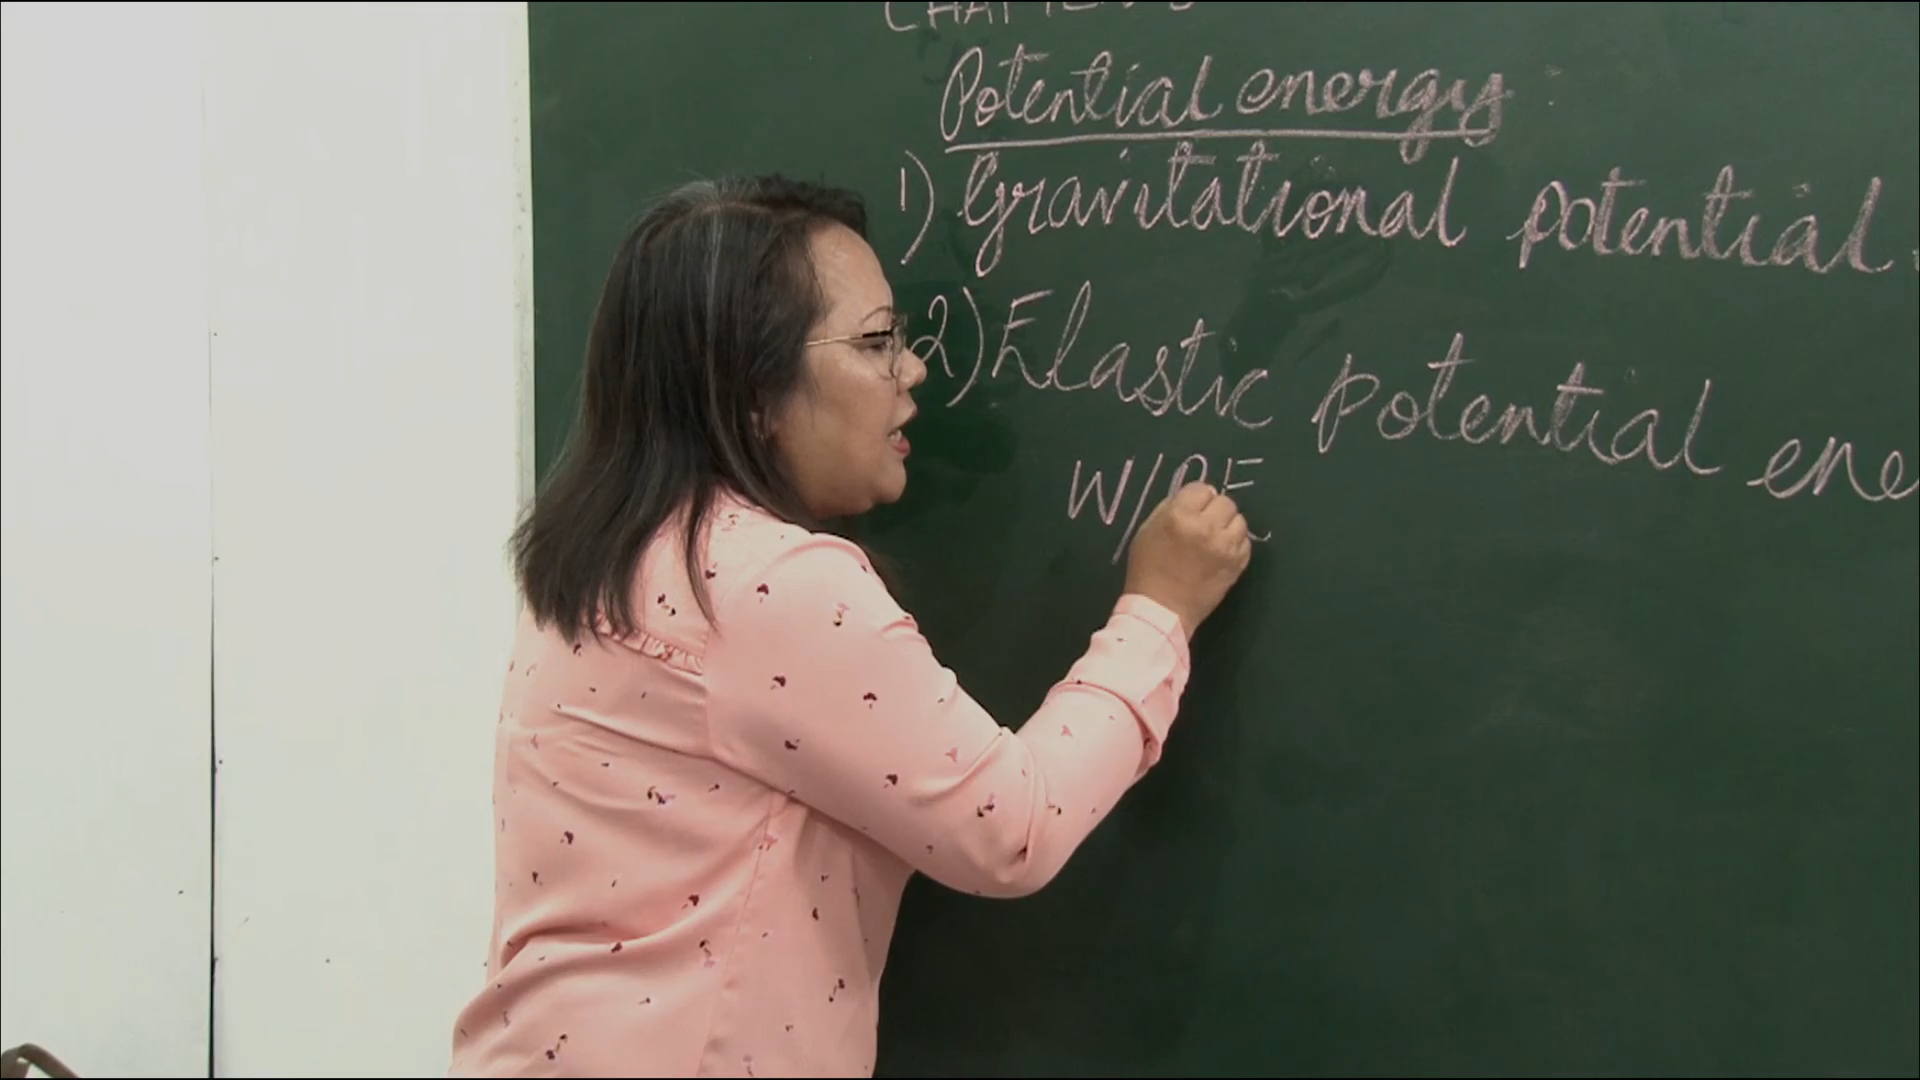 Potential energy
1) Gravitational potential
2) Elastic potential ene
W/PE